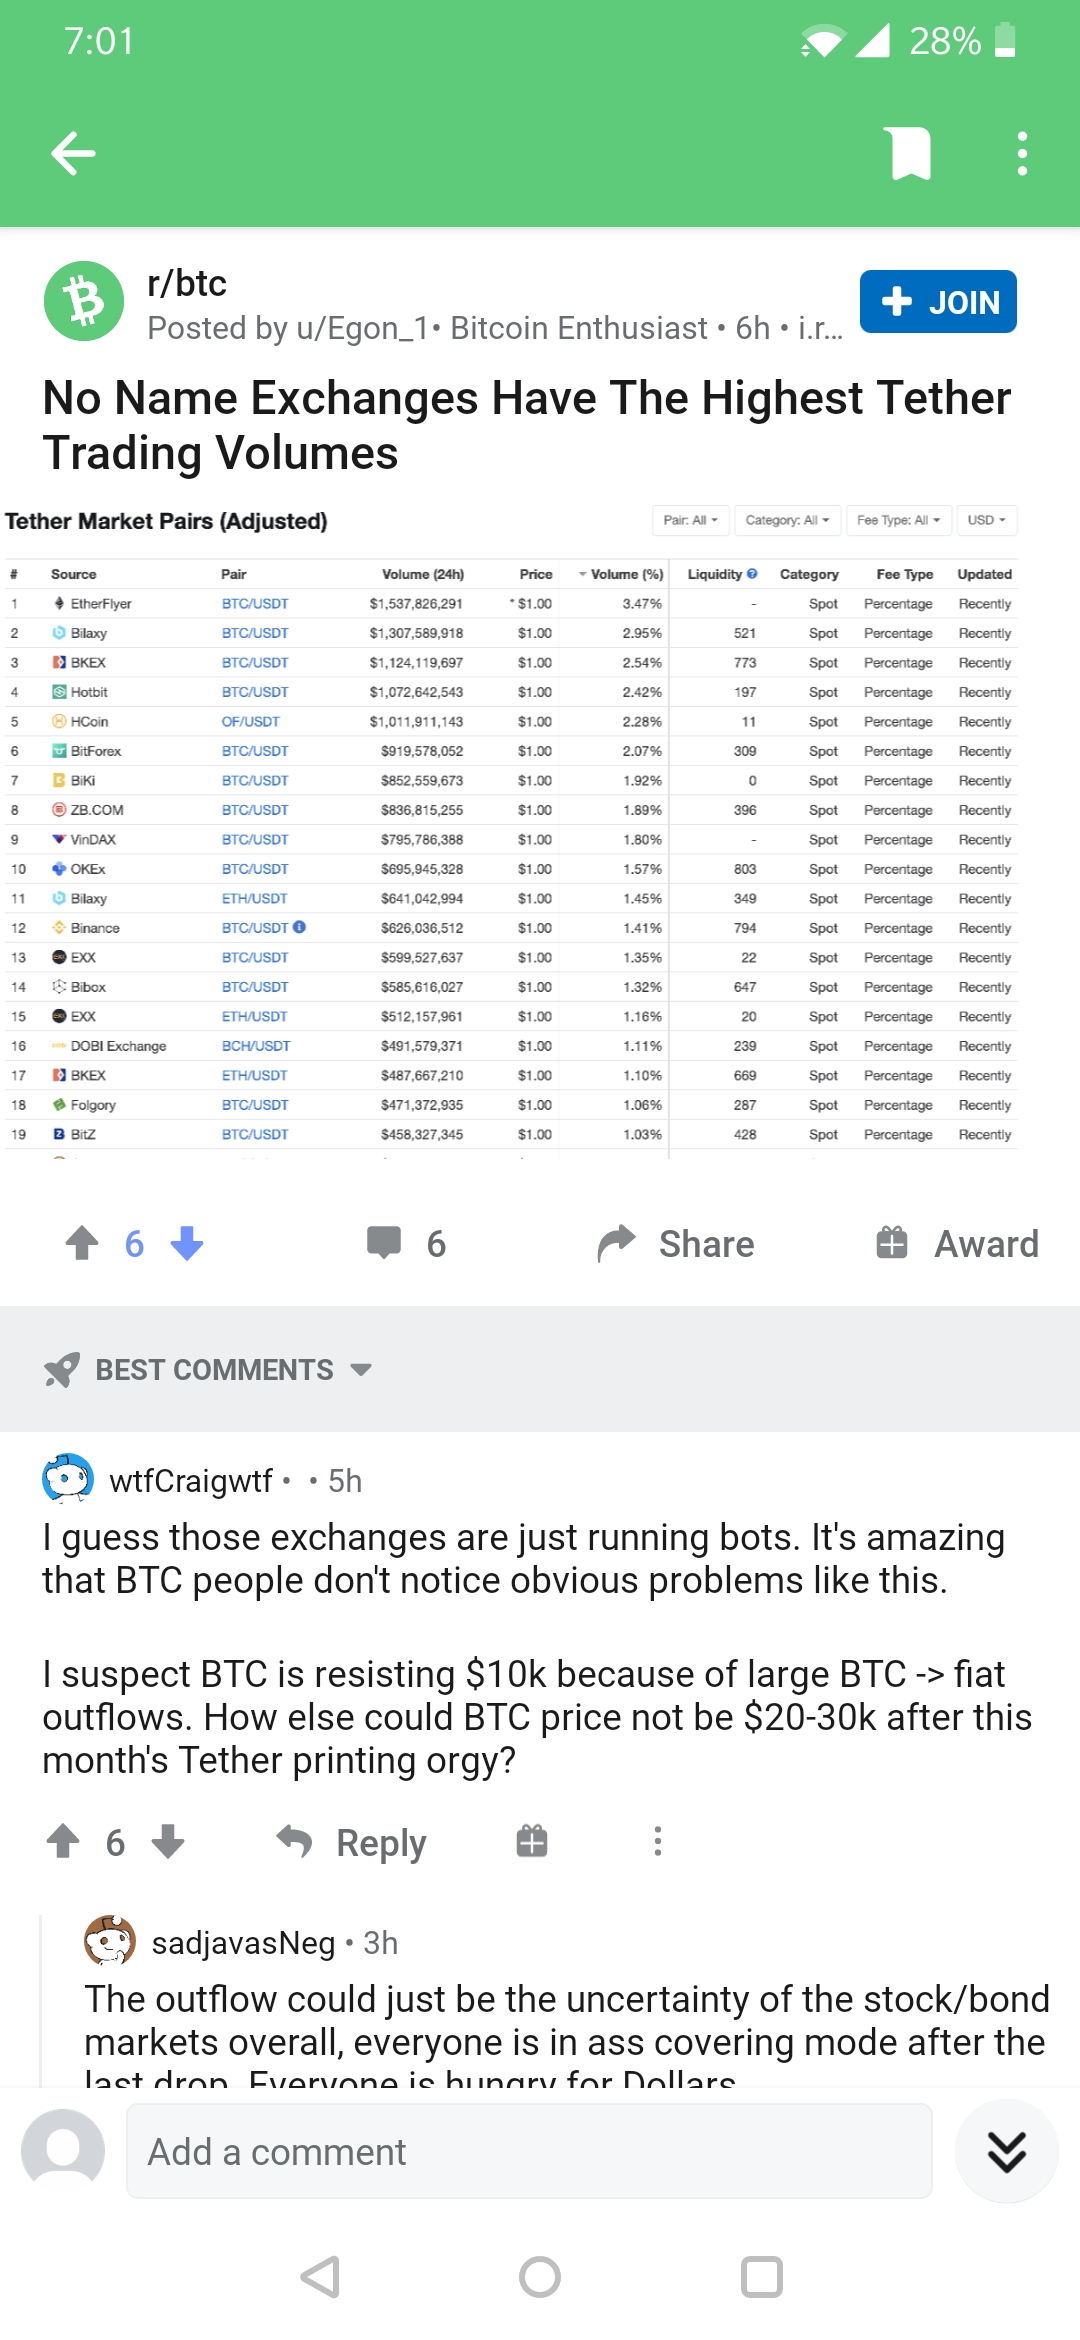 7:01
28%
r/btc
Posted by u/Egon_1• Bitcoin Enthusiast • 6h • i.r...
+ JOIN
No Name Exchanges Have The Highest Tether
Trading Volumes
Tether Market Pairs (Adjusted)
Pair: All
Category: All
Fee Type: All
USD
# Source Pair Volume (24h) Price Volume (%) Liquidity Category Fee Type Updated
1 EtherFlyer BTC/USDT $1,537,826,291 * $1.00 3.47% - Spot Percentage Recently
2 Bilaxy BTC/USDT $1,307,589,918 $1.00 2.95% 521 Spot Percentage Recently
3 BKEX BTC/USDT $1,124,119,697 $1.00 2.54% 773 Spot Percentage Recently
4 Hotbit BTC/USDT $1,072,642,543 $1.00 2.42% 197 Spot Percentage Recently
5 HCoin OF/USDT $1,011,911,143 $1.00 2.28% 11 Spot Percentage Recently
6 BitForex BTC/USDT $919,578,052 $1.00 2.07% 309 Spot Percentage Recently
7 BiKi BTC/USDT $852,559,673 $1.00 1.92% 0 Spot Percentage Recently
8 ZB.COM BTC/USDT $836,815,255 $1.00 1.89% 396 Spot Percentage Recently
9 VinDAX BTC/USDT $795,786,388 $1.00 1.80% - Spot Percentage Recently
10 OKEx BTC/USDT $695,945,328 $1.00 1.57% 803 Spot Percentage Recently
11 Bilaxy ETH/USDT $641,042,994 $1.00 1.45% 349 Spot Percentage Recently
12 Binance BTC/USDT $626,036,512 $1.00 1.41% 794 Spot Percentage Recently
13 EXX BTC/USDT $599,527,637 $1.00 1.35% 22 Spot Percentage Recently
14 Bibox BTC/USDT $585,616,027 $1.00 1.32% 647 Spot Percentage Recently
15 EXX ETH/USDT $512,157,961 $1.00 1.16% 20 Spot Percentage Recently
16 DOBI Exchange BCH/USDT $491,579,371 $1.00 1.11% 239 Spot Percentage Recently
17 BKEX ETH/USDT $487,667,210 $1.00 1.10% 669 Spot Percentage Recently
18 Folgory BTC/USDT $471,372,935 $1.00 1.06% 287 Spot Percentage Recently
19 BitZ BTC/USDT $458,327,345 $1.00 1.03% 428 Spot Percentage Recently
6
6
Share
Award
BEST COMMENTS
wtfCraigwtf • • 5h
I guess those exchanges are just running bots. It's amazing
that BTC people don't notice obvious problems like this.
I suspect BTC is resisting $10k because of large BTC -> fiat
outflows. How else could BTC price not be $20-30k after this
month's Tether printing orgy?
6
Reply
sadjavasNeg • 3h
The outflow could just be the uncertainty of the stock/bond
markets overall, everyone is in ass covering mode after the
last drop. Everyone is hungry for Dollars
Add a comment